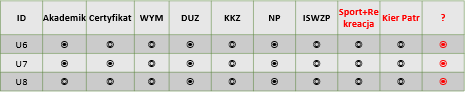 ID Akademik Certyfikat WYM DUZ KKZ NP ISWZP Sport+Re kreacja Kier Patr ?
U6
U7
U8